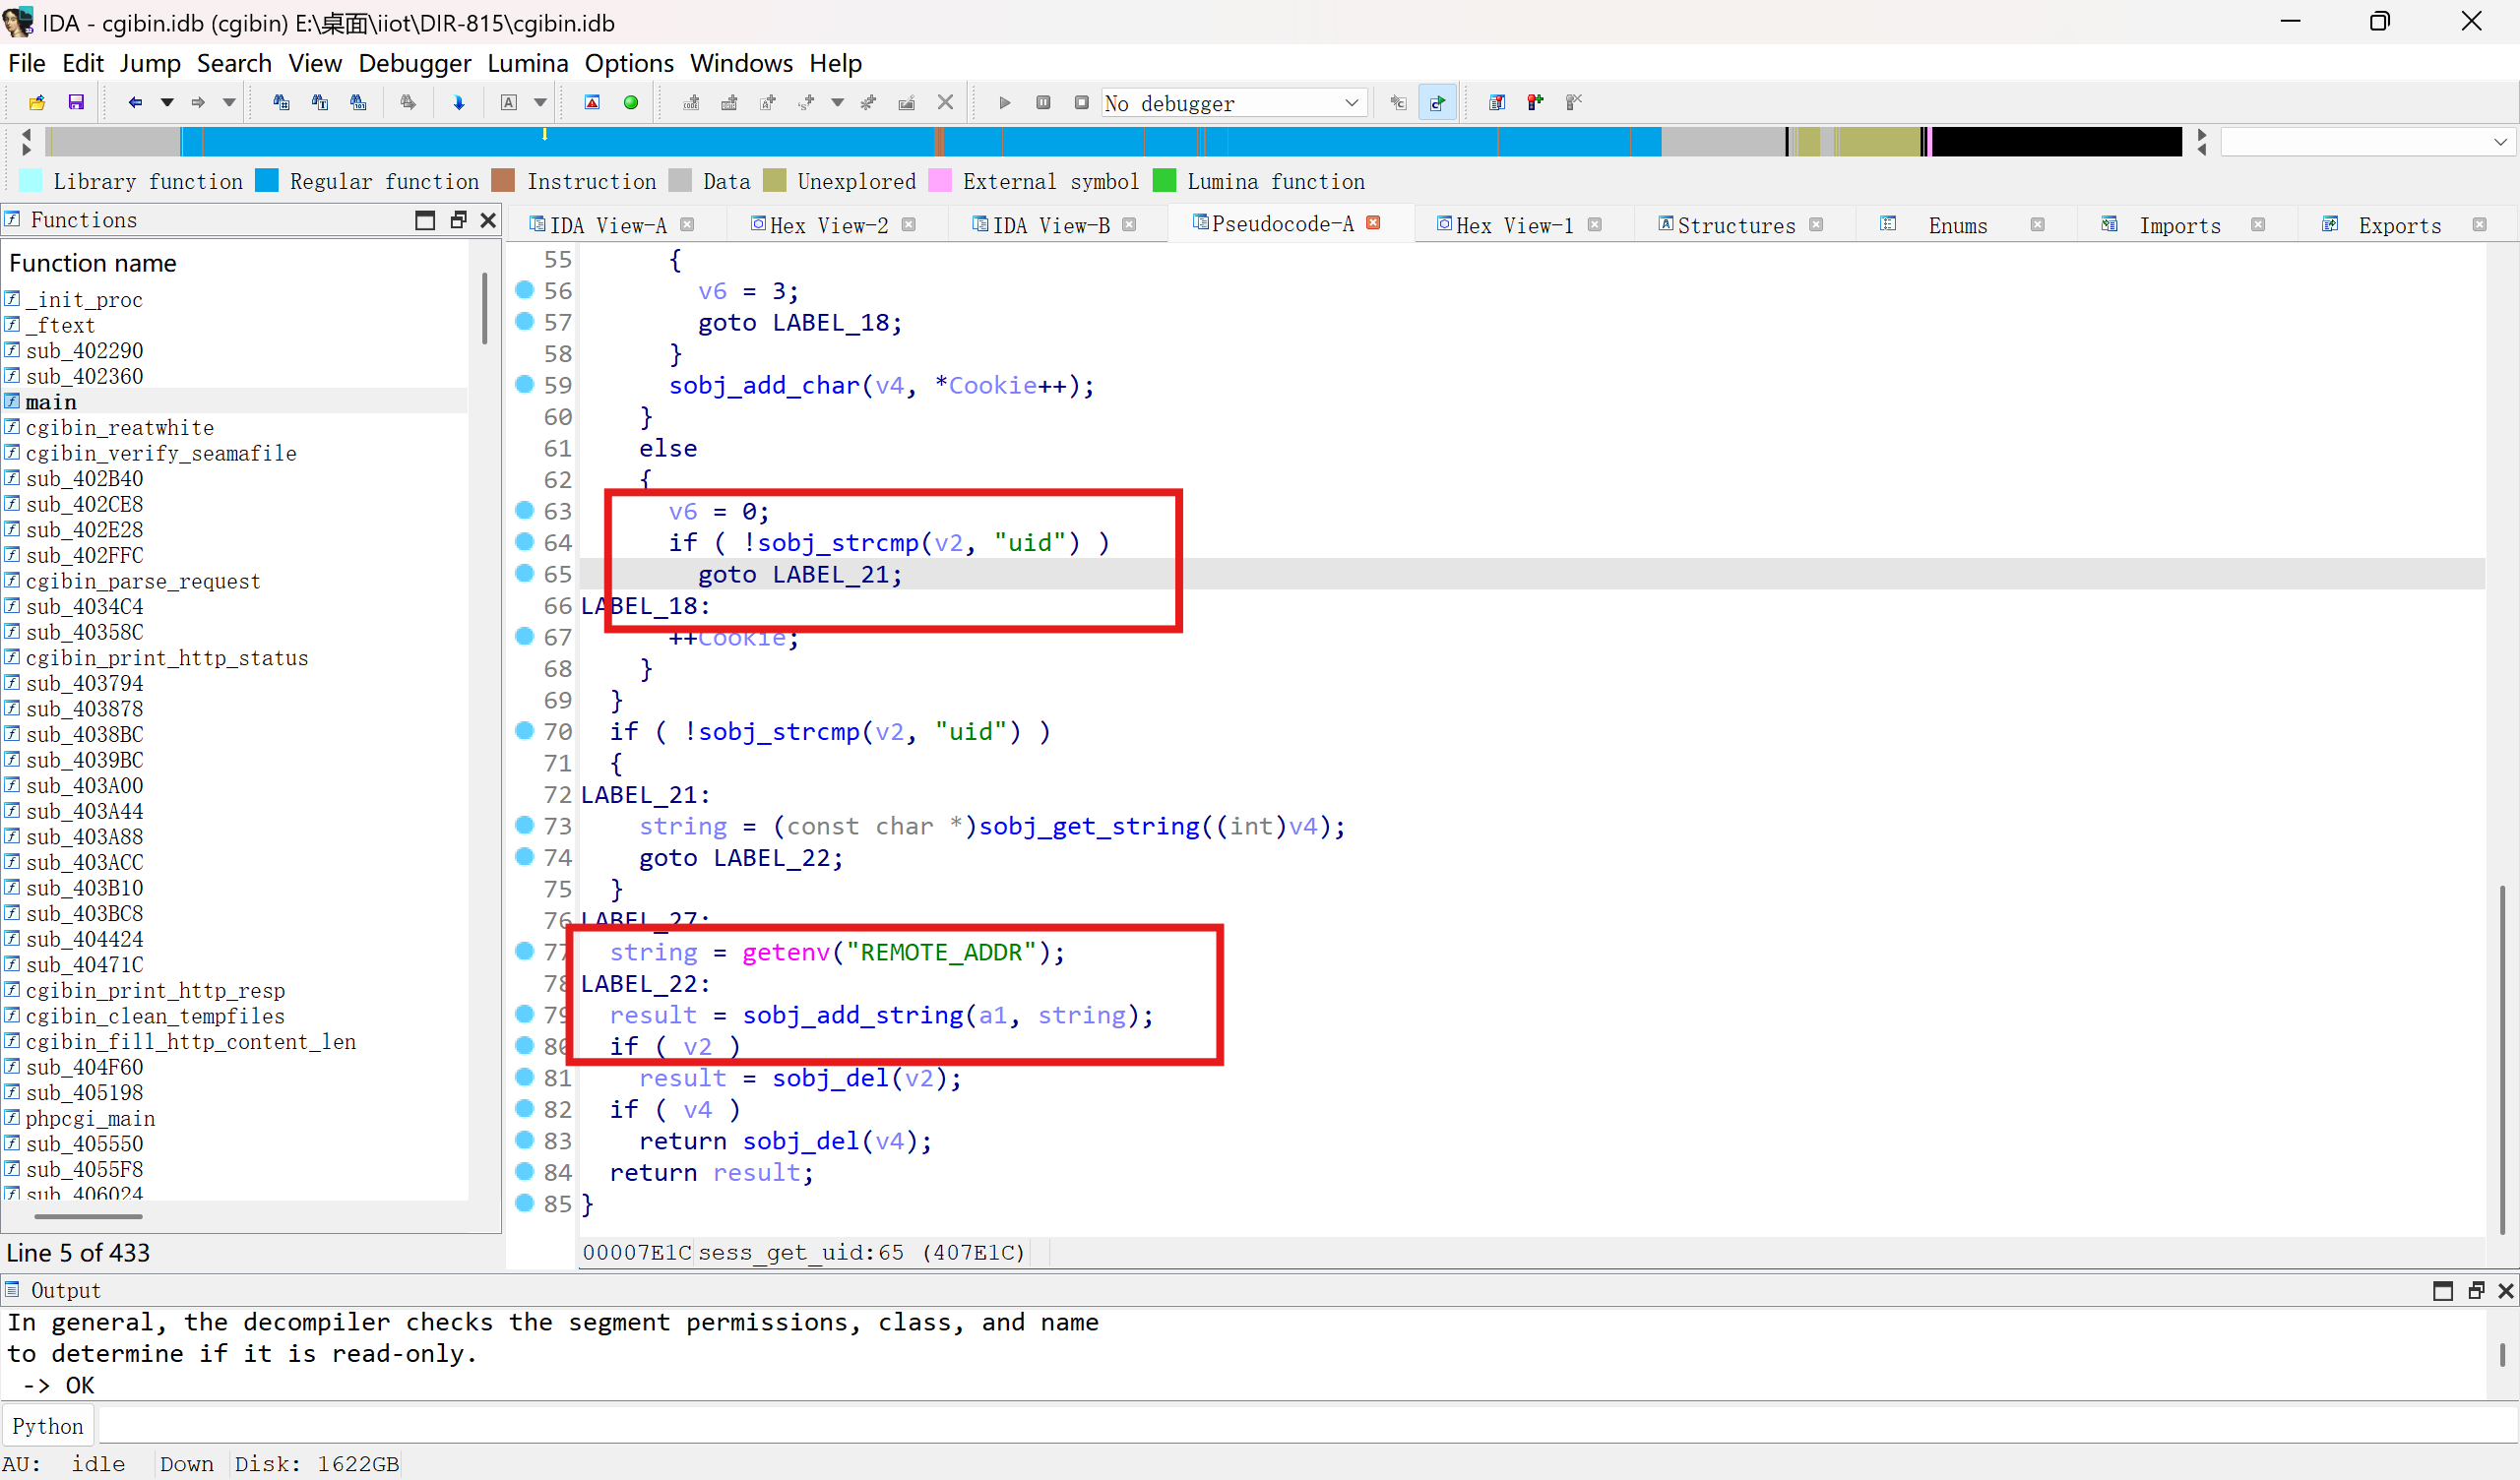 IDA - cgibin.idb (cgibin) E:\桌面\iiot\DIR-815\cgibin.idb
File Edit Jump Search View Debugger Lumina Options Windows Help
No debugger
Library function Regular function Instruction Data Unexplored External symbol Lumina function
Functions
Function name
_init_proc
_ftext
sub_402290
sub_402360
main
cgibin_reatwhite
cgibin_verify_seamafile
sub_402B40
sub_402CE8
sub_402E28
sub_402FFC
cgibin_parse_request
sub_4034C4
sub_40358C
cgibin_print_http_status
sub_403794
sub_403878
sub_4038BC
sub_4039BC
sub_403A00
sub_403A44
sub_403A88
sub_403ACC
sub_403B10
sub_403BC8
sub_404424
sub_40471C
cgibin_print_http_resp
cgibin_clean_tempfiles
cgibin_fill_http_content_len
sub_404F60
sub_405198
phpcgi_main
sub_405550
sub_4055F8
sub_406024
Line 5 of 433
IDA View-A Hex View-2 IDA View-B Pseudocode-A Hex View-1 Structures Enums Imports Exports
55 {
56 v6 = 3;
57 goto LABEL_18;
58 }
59 sobj_add_char(v4, *Cookie++);
60 }
61 else
62 {
63 v6 = 0;
64 if ( !sobj_strcmp(v2, "uid") )
65 goto LABEL_21;
66 LABEL_18:
67 ++Cookie;
68 }
69 }
70 if ( !sobj_strcmp(v2, "uid") )
71 {
72 LABEL_21:
73 string = (const char *)sobj_get_string((int)v4);
74 goto LABEL_22;
75 }
76 LABEL_27:
77 string = getenv("REMOTE_ADDR");
78 LABEL_22:
79 result = sobj_add_string(a1, string);
80 if ( v2 )
81 result = sobj_del(v2);
82 if ( v4 )
83 return sobj_del(v4);
84 return result;
85 }
00007E1C sess_get_uid:65 (407E1C)
Output
In general, the decompiler checks the segment permissions, class, and name
to determine if it is read-only.
-> OK
Python
AU: idle Down Disk: 1622GB